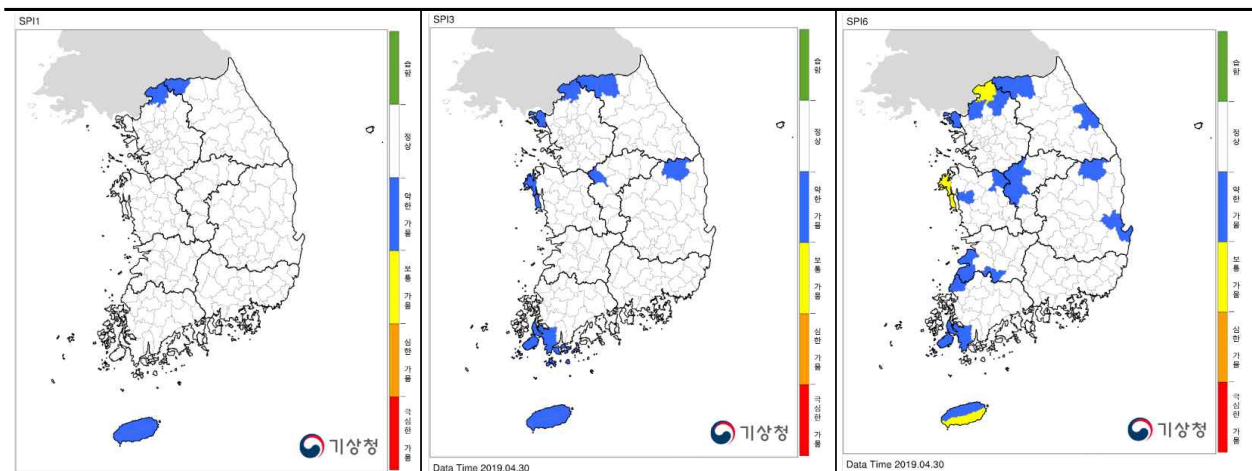 SPI1
습함
정상
약한 가뭄
보통 가뭄
심한 가뭄
극심한 가뭄
기상청
SPI3
습함
정상
약한 가뭄
보통 가뭄
심한 가뭄
극심한 가뭄
기상청
Data Time 2019.04.30
SPI6
습함
정상
약한 가뭄
보통 가뭄
심한 가뭄
극심한 가뭄
기상청
Data Time 2019.04.30